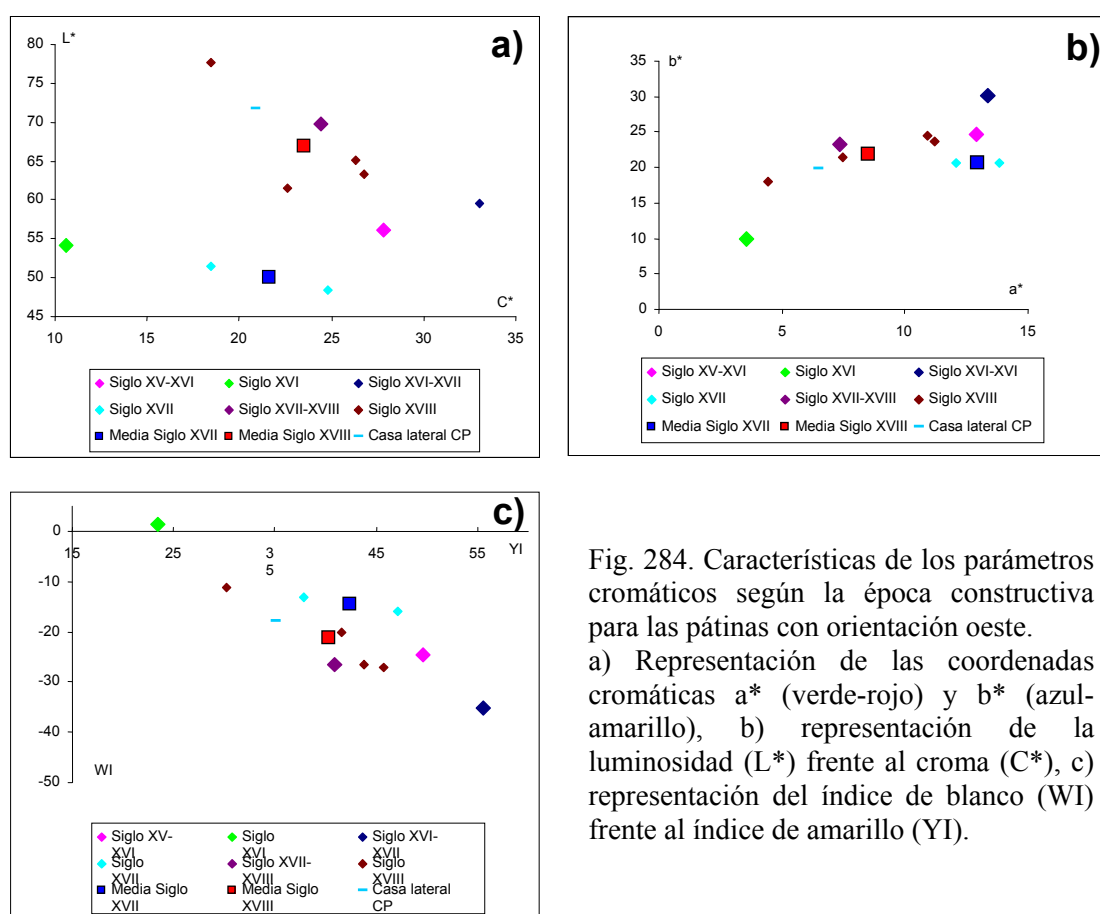 a)
L*
80
75
70
65
60
55
50
45
C*
10 15 20 25 30 35
Siglo XV-XVI Siglo XVI Siglo XVI-XVII
Siglo XVII Siglo XVII-XVIII Siglo XVIII
Media Siglo XVII Media Siglo XVIII Casa lateral CP
b)
b*
35
30
25
20
15
10
5
0
a*
0 5 10 15
Siglo XV-XVI Siglo XVI Siglo XVI-XVI
Siglo XVII Siglo XVII-XVIII Siglo XVIII
Media Siglo XVII Media Siglo XVIII Casa lateral CP
c)
0
15 25 3 45 55
5
YI
-10
-20
-30
-40
WI
-50
Siglo XV- Siglo Siglo XVI-
XVI XVI XVII
Siglo Siglo XVII- Siglo
XVII XVIII XVIII
Media Siglo Media Siglo Casa lateral
XVII XVIII CP
Fig. 284. Características de los parámetros
cromáticos según la época constructiva
para las pátinas con orientación oeste.
a) Representación de las coordenadas
cromáticas a* (verde-rojo) y b* (azul-
amarillo), b) representación de la
luminosidad (L*) frente al croma (C*), c)
representación del índice de blanco (WI)
frente al índice de amarillo (YI).